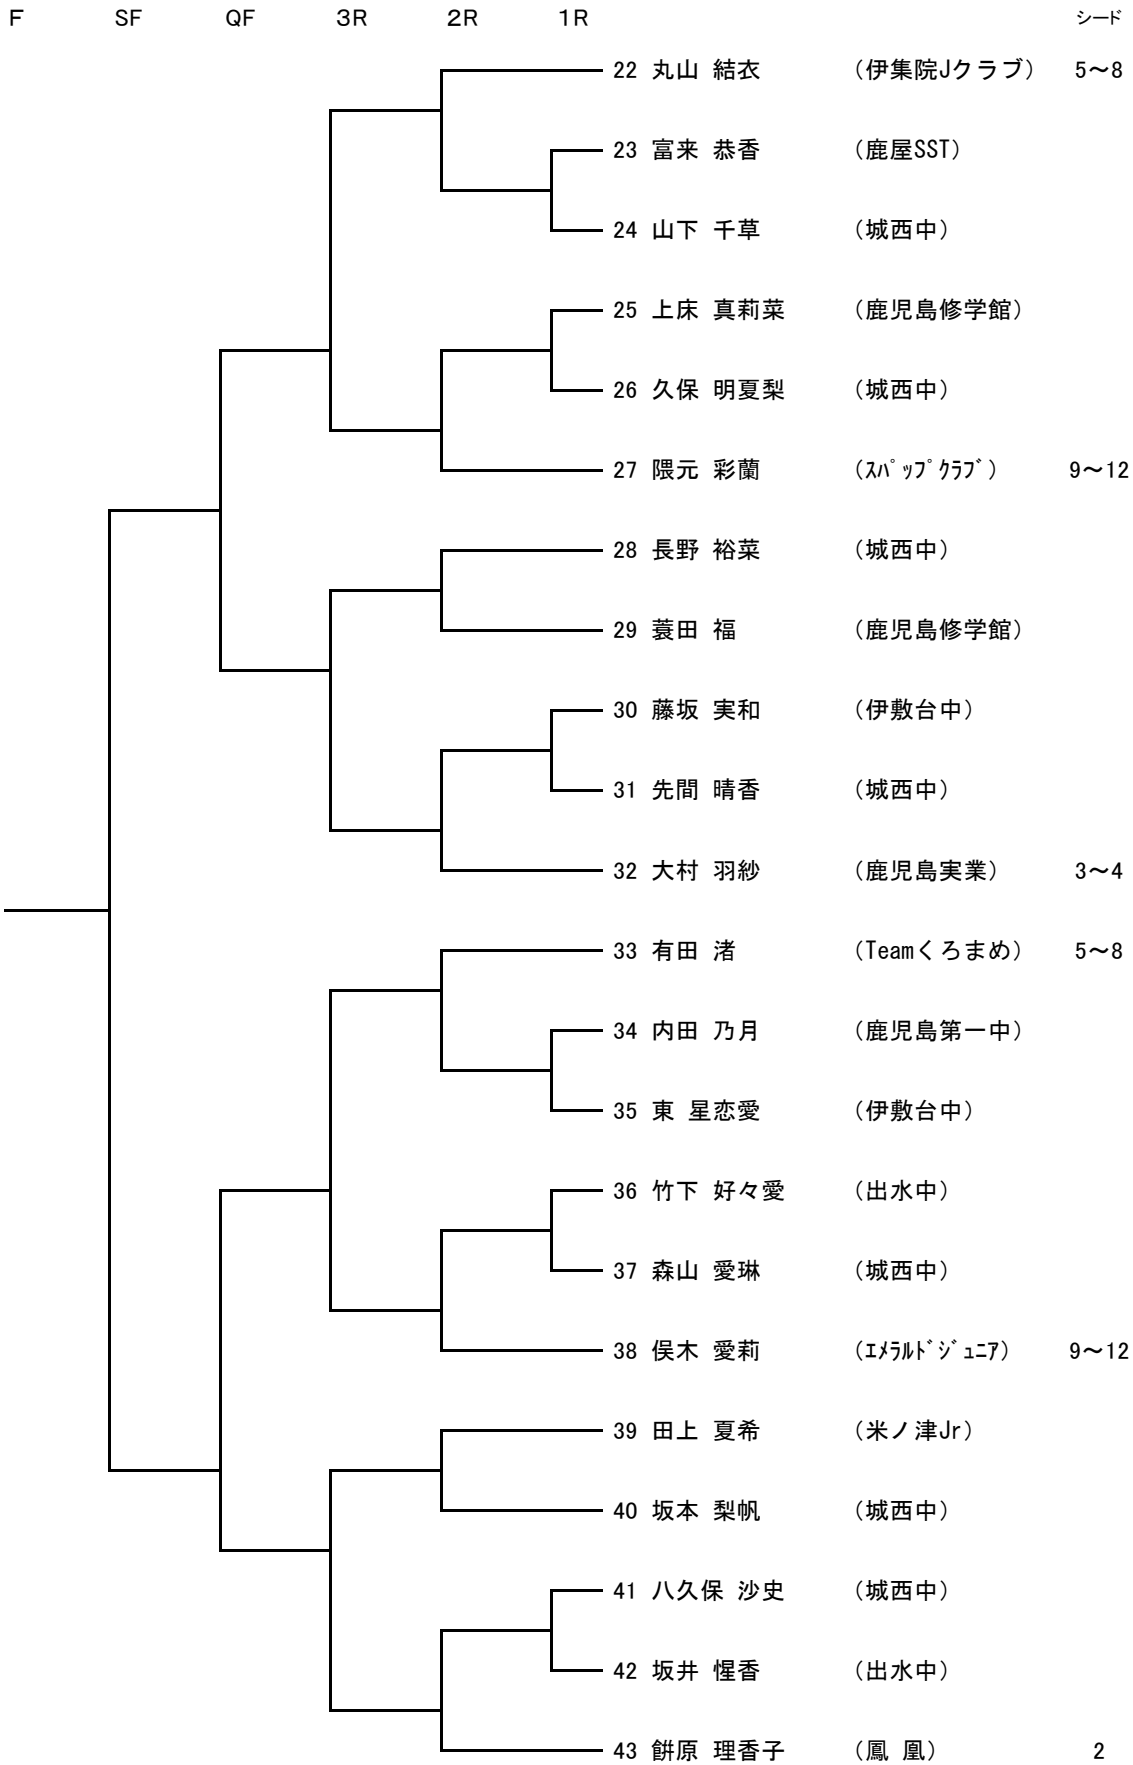 F SF QF 3R 2R 1R シード
22 丸山 結衣 (伊集院Jクラブ) 5～8
23 富来 恭香 (鹿屋SST)
24 山下 千草 (城西中)
25 上床 真莉菜 (鹿児島修学館)
26 久保 明夏梨 (城西中)
27 隈元 彩蘭 (ｽﾊﾟｯﾌﾟｸﾗﾌﾞ) 9～12
28 長野 裕菜 (城西中)
29 蓑田 福 (鹿児島修学館)
30 藤坂 実和 (伊敷台中)
31 先間 晴香 (城西中)
32 大村 羽紗 (鹿児島実業) 3～4
33 有田 渚 (Teamくろまめ) 5～8
34 内田 乃月 (鹿児島第一中)
35 東 星恋愛 (伊敷台中)
36 竹下 好々愛 (出水中)
37 森山 愛琳 (城西中)
38 俣木 愛莉 (ｴﾒﾗﾙﾄﾞｼﾞｭﾆｱ) 9～12
39 田上 夏希 (米ノ津Jr)
40 坂本 梨帆 (城西中)
41 八久保 沙史 (城西中)
42 坂井 惺香 (出水中)
43 餅原 理香子 (鳳 凰) 2